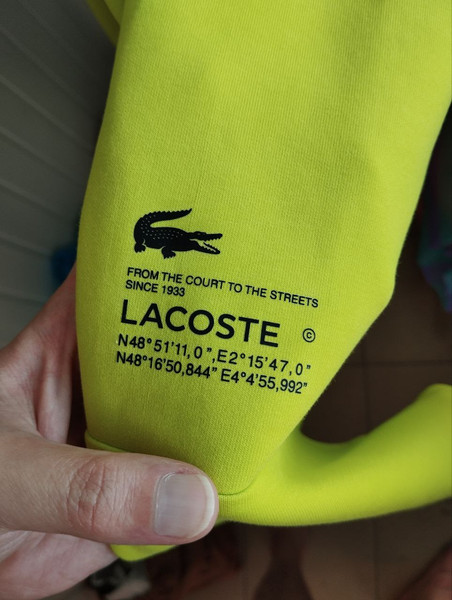 FROM THE COURT TO THE STREETS
SINCE 1933
LACOSTE ©
N48°51'11,0",E2°15'47,0"
N48°16'50,844" E4°4'55,992"